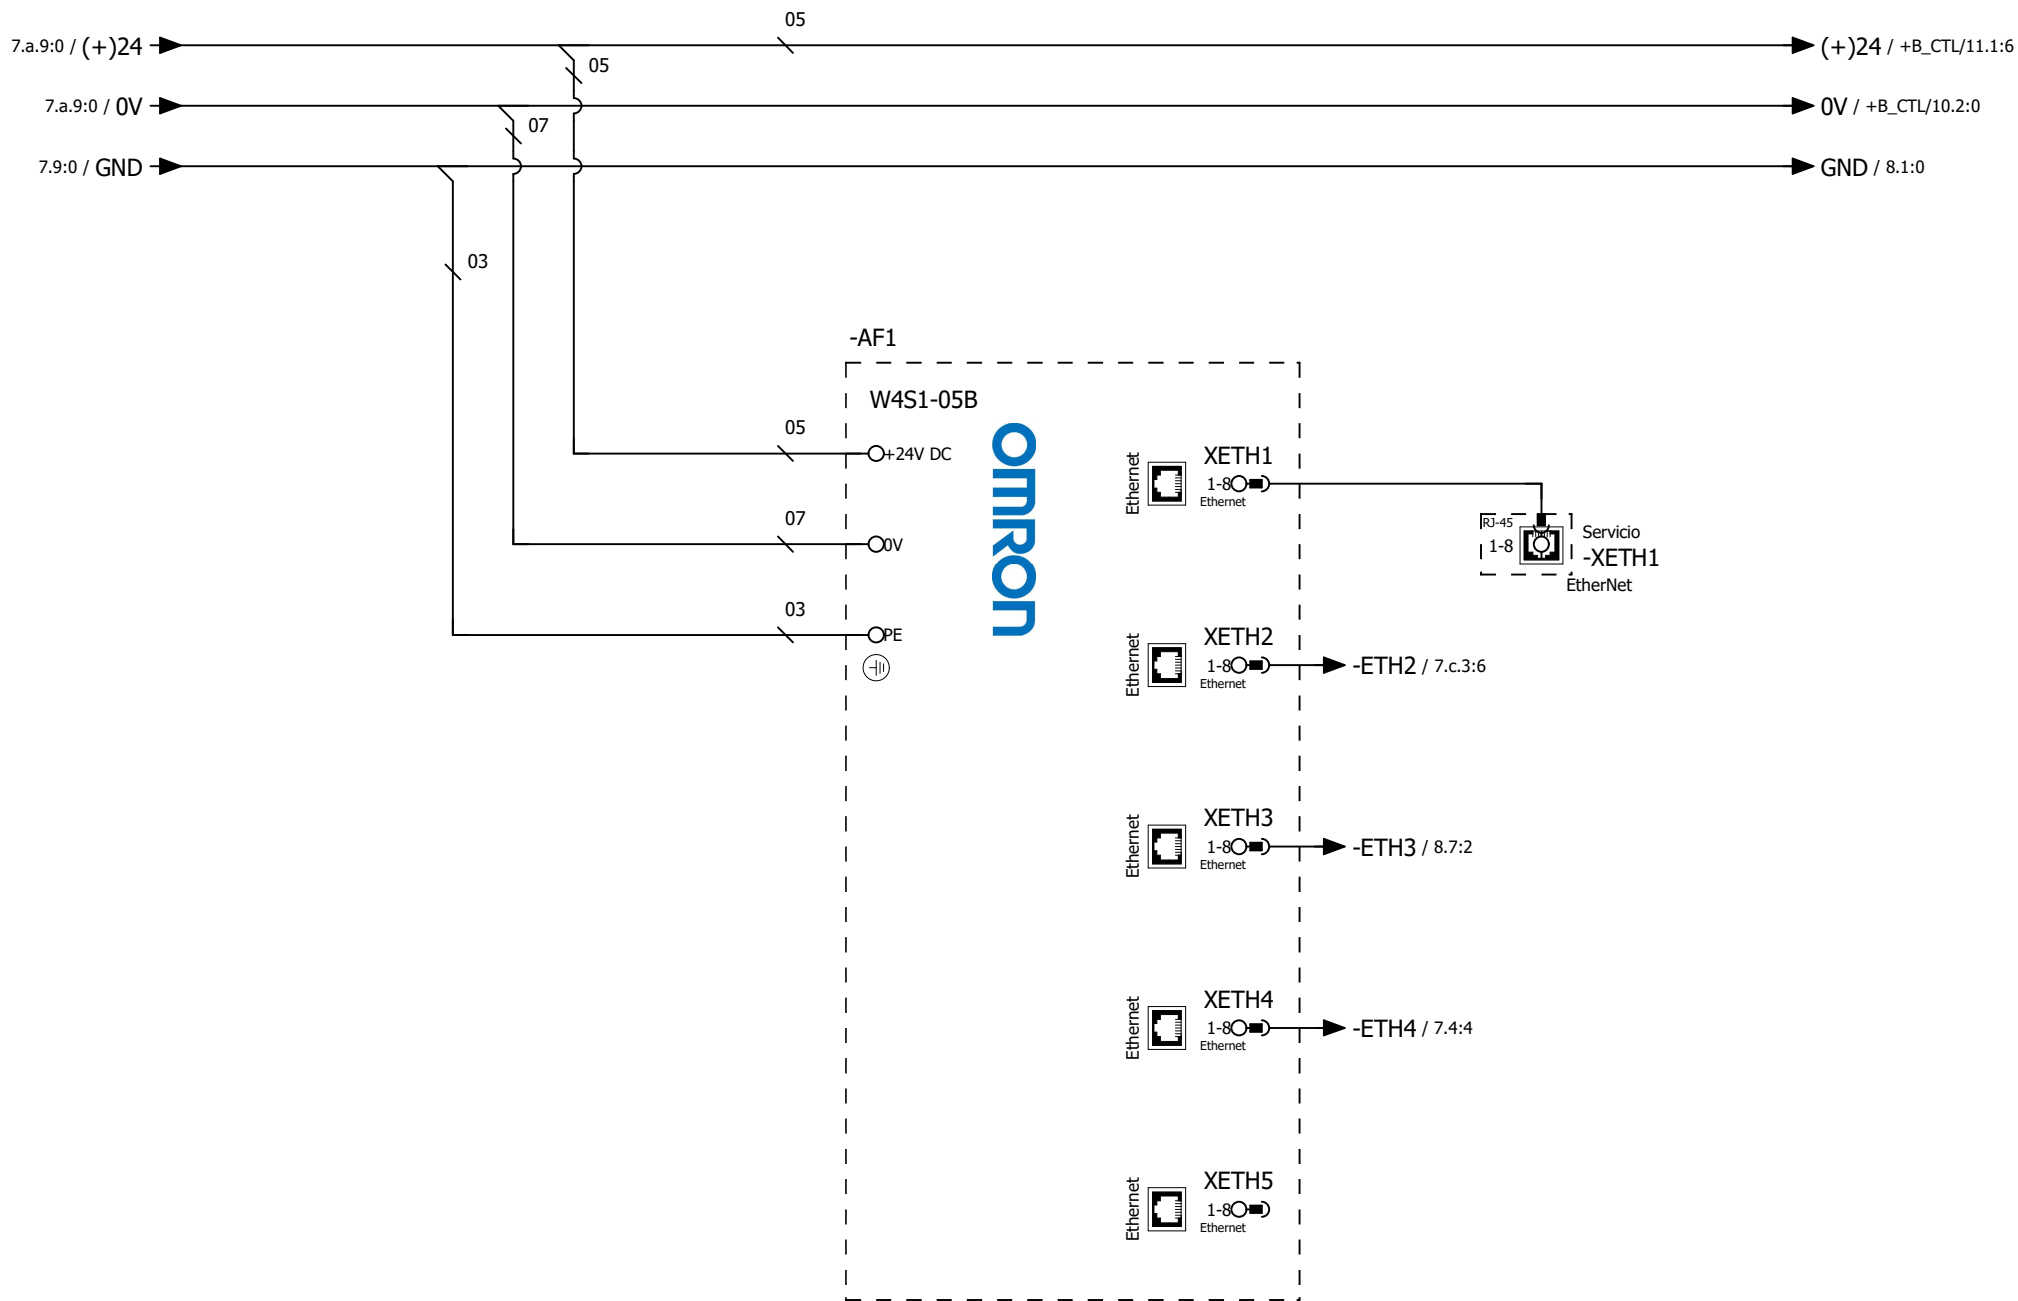 05
7.a.9:0 / (+)24
(+)24 / +B_CTL/11.1:6
05
7.a.9:0 / 0V
0V / +B_CTL/10.2:0
07
7.9:0 / GND
GND / 8.1:0
03
-AF1
W4S1-05B
05
+24V DC
OMRON
07
0V
03
PE
Ethernet
XETH1
1-8
Ethernet
RJ-45
1-8
Servicio
-XETH1
EtherNet
Ethernet
XETH2
1-8
Ethernet
-ETH2 / 7.c.3:6
Ethernet
XETH3
1-8
Ethernet
-ETH3 / 8.7:2
Ethernet
XETH4
1-8
Ethernet
-ETH4 / 7.4:4
Ethernet
XETH5
1-8
Ethernet